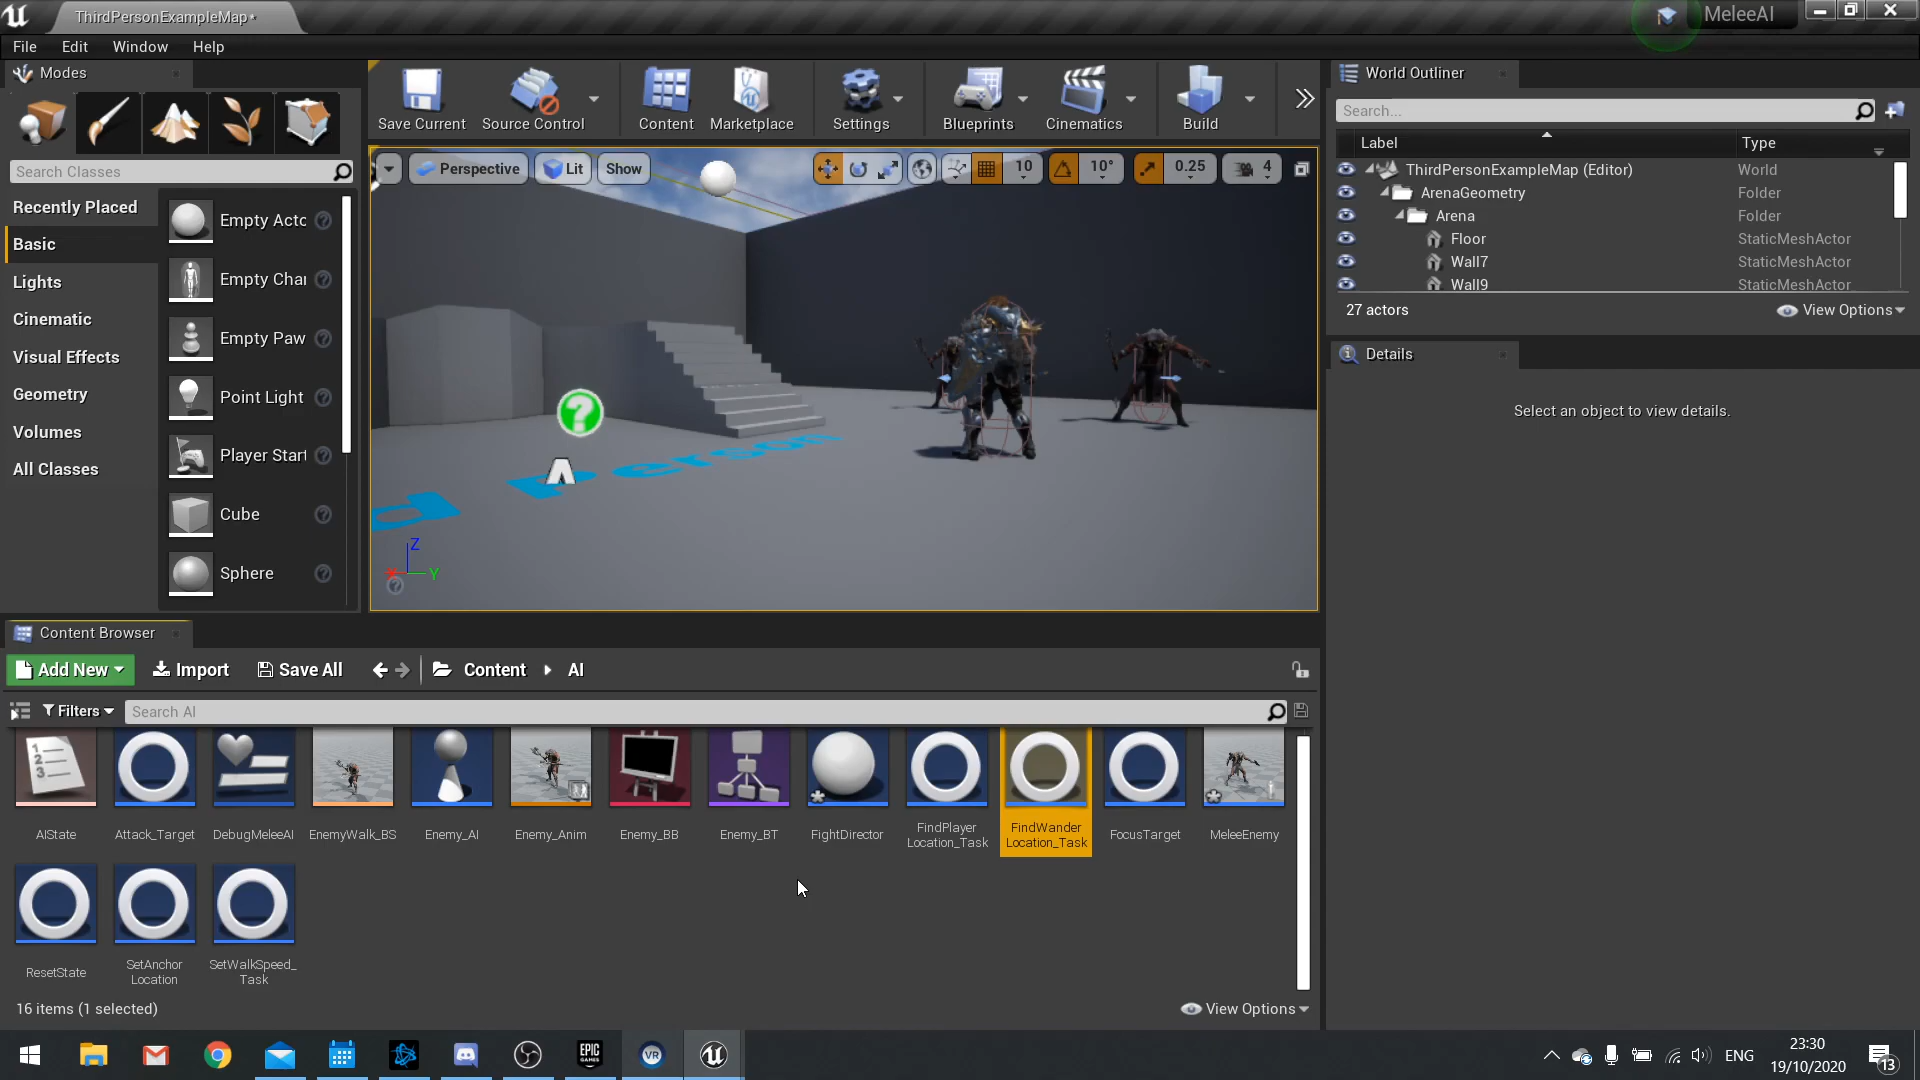 ThirdPersonExampleMap*
MeleeAI
File Edit Window Help
Modes
Search Classes
Recently Placed
Basic
Lights
Cinematic
Visual Effects
Geometry
Volumes
All Classes
Empty Acto
Empty Char
Empty Paw
Point Light
Player Start
Cube
Sphere
Save Current
Source Control
Content
Marketplace
Settings
Blueprints
Cinematics
Build
Perspective
Lit
Show
10
10°
0.25
4
Z
X
Y
World Outliner
Search...
Label Type
ThirdPersonExampleMap (Editor) World
ArenaGeometry Folder
Arena Folder
Floor StaticMeshActor
Wall7 StaticMeshActor
Wall9 StaticMeshActor
27 actors
View Options
Details
Select an object to view details.
Content Browser
Add New
Import
Save All
Content
AI
Filters
Search AI
AIState
Attack_Target
DebugMeleeAI
EnemyWalk_BS
Enemy_AI
Enemy_Anim
Enemy_BB
Enemy_BT
FightDirector
FindPlayer
Location_Task
FindWander
Location_Task
FocusTarget
MeleeEnemy
ResetState
SetAnchor
Location
SetWalkSpeed_
Task
16 items (1 selected)
View Options
EPIC
GAMES
VR
ENG
23:30
19/10/2020
13